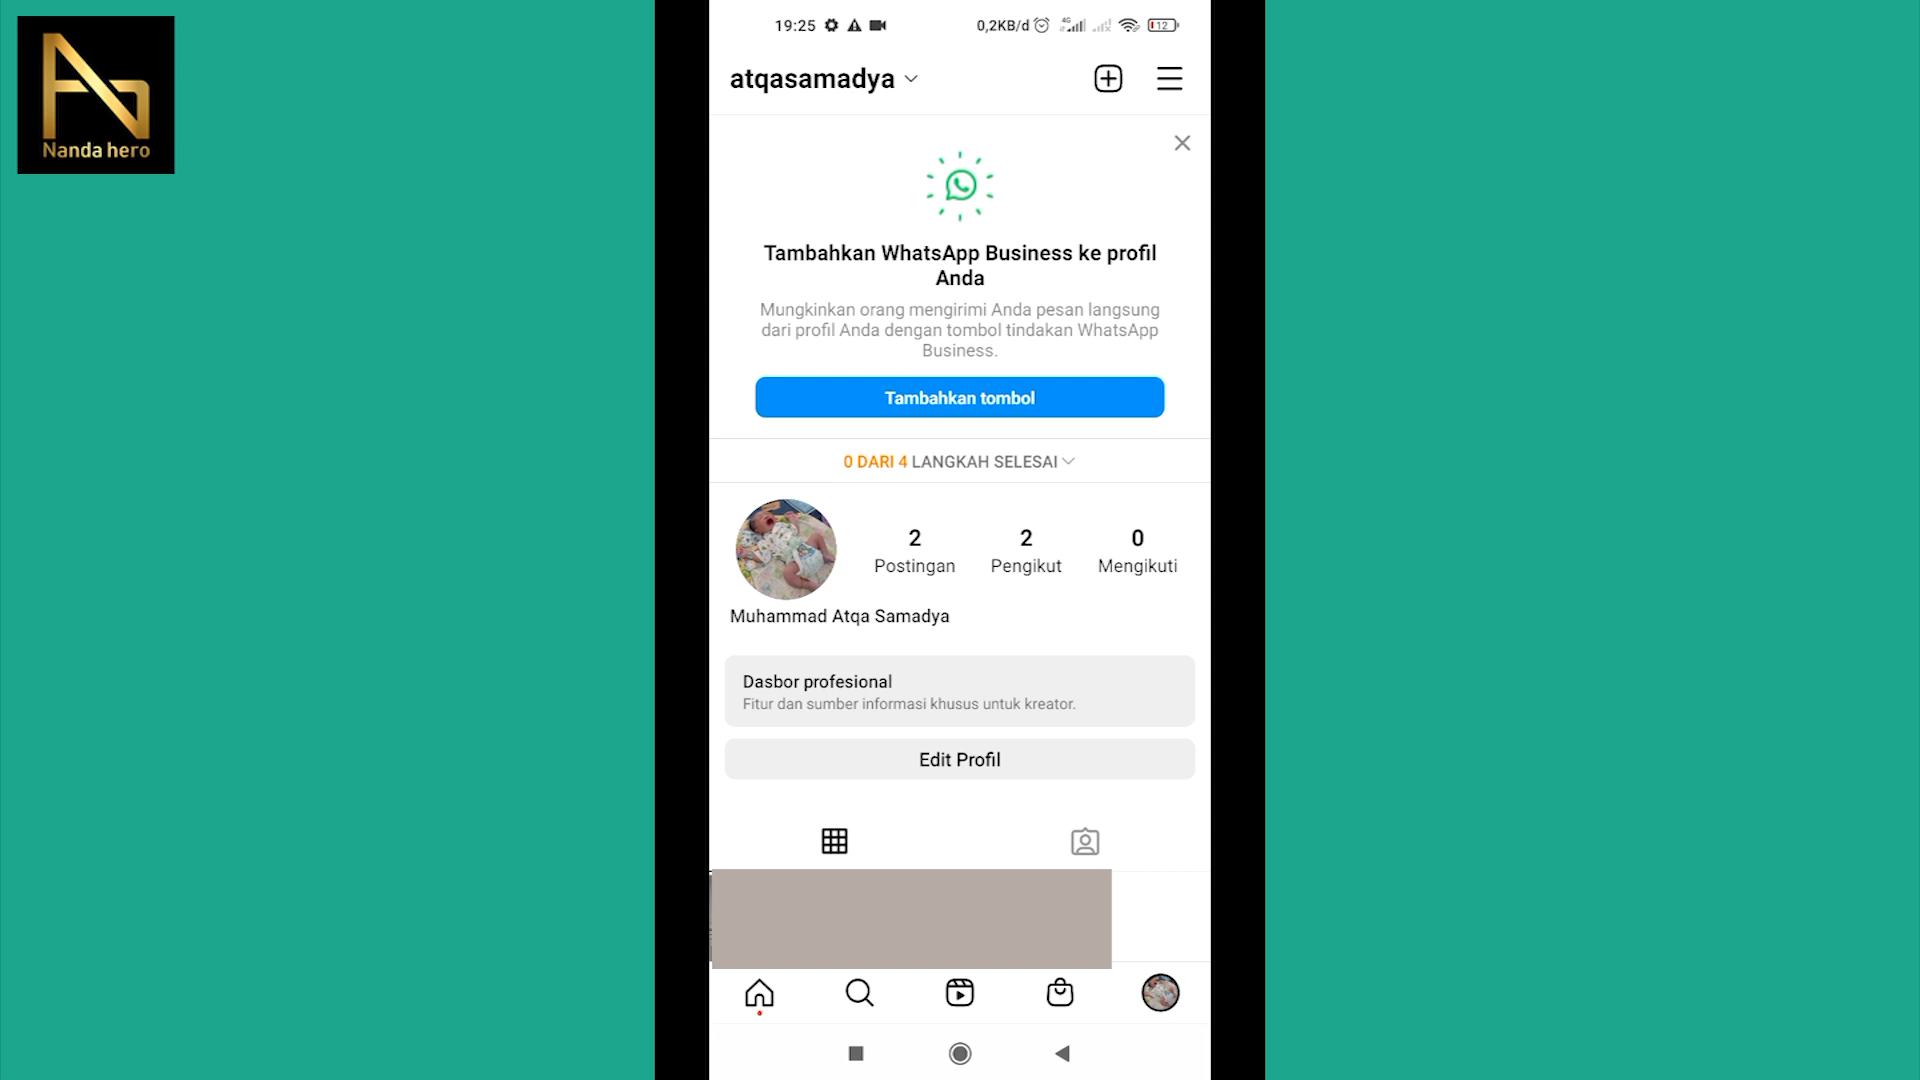 Nanda hero
19:25
0,2KB/d
4G
12
atqasamadya
Tambahkan WhatsApp Business ke profil
Anda
Mungkinkan orang mengirimi Anda pesan langsung
dari profil Anda dengan tombol tindakan WhatsApp
Business.
Tambahkan tombol
0 DARI 4 LANGKAH SELESAI
2
Postingan
2
Pengikut
0
Mengikuti
Muhammad Atqa Samadya
Dasbor profesional
Fitur dan sumber informasi khusus untuk kreator.
Edit Profil